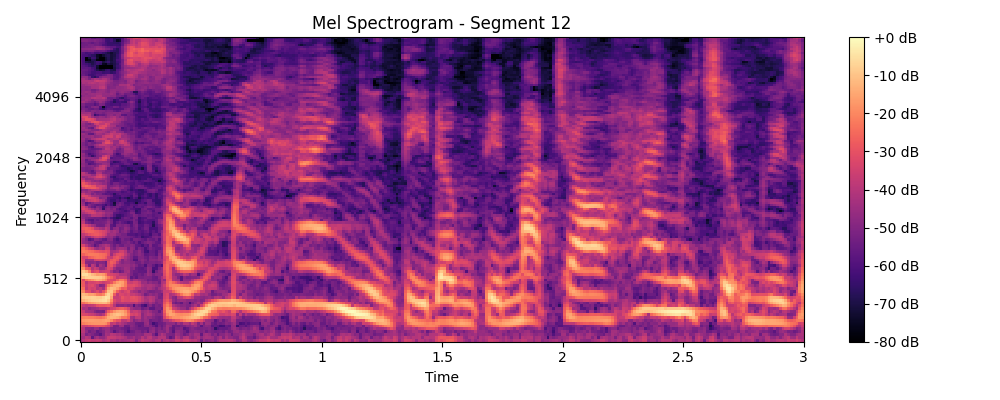 Mel Spectrogram - Segment 12
Frequency
4096
2048
1024
512
0
0
0.5
1
1.5
2
2.5
3
Time
+0 dB
-10 dB
-20 dB
-30 dB
-40 dB
-50 dB
-60 dB
-70 dB
-80 dB